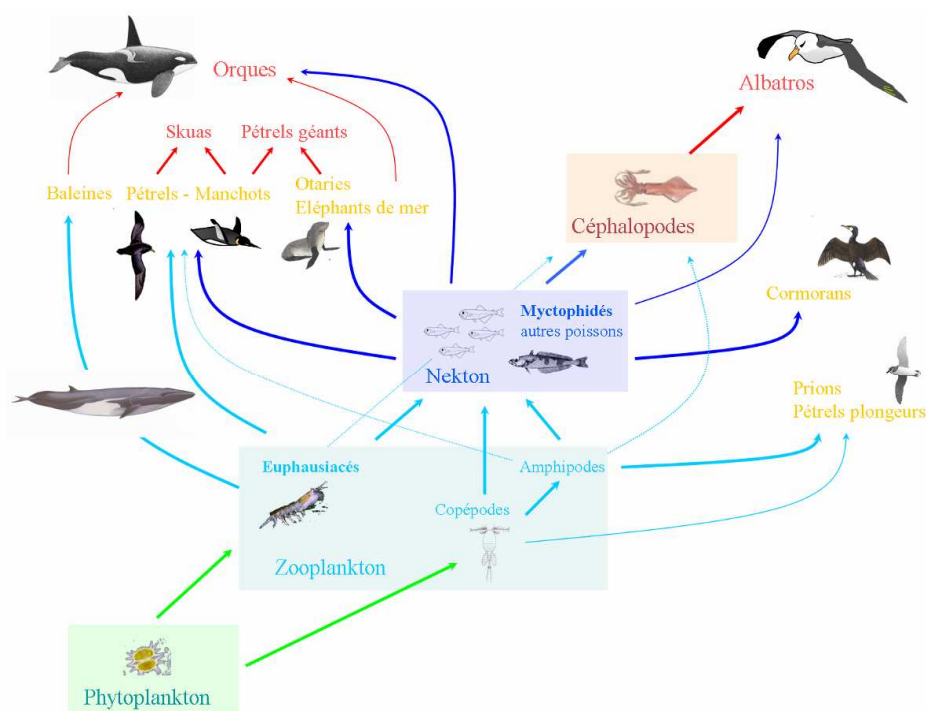 Orques
Albatros
Skuas
Pétrels géants
Baleines
Pétrels - Manchots
Otaries
Eléphants de mer
Céphalopodes
Cormorans
Myctophidés
autres poissons
Nekton
Prions
Pétrels plongeurs
Euphausiacés
Amphipodes
Copépodes
Zooplankton
Phytoplankton